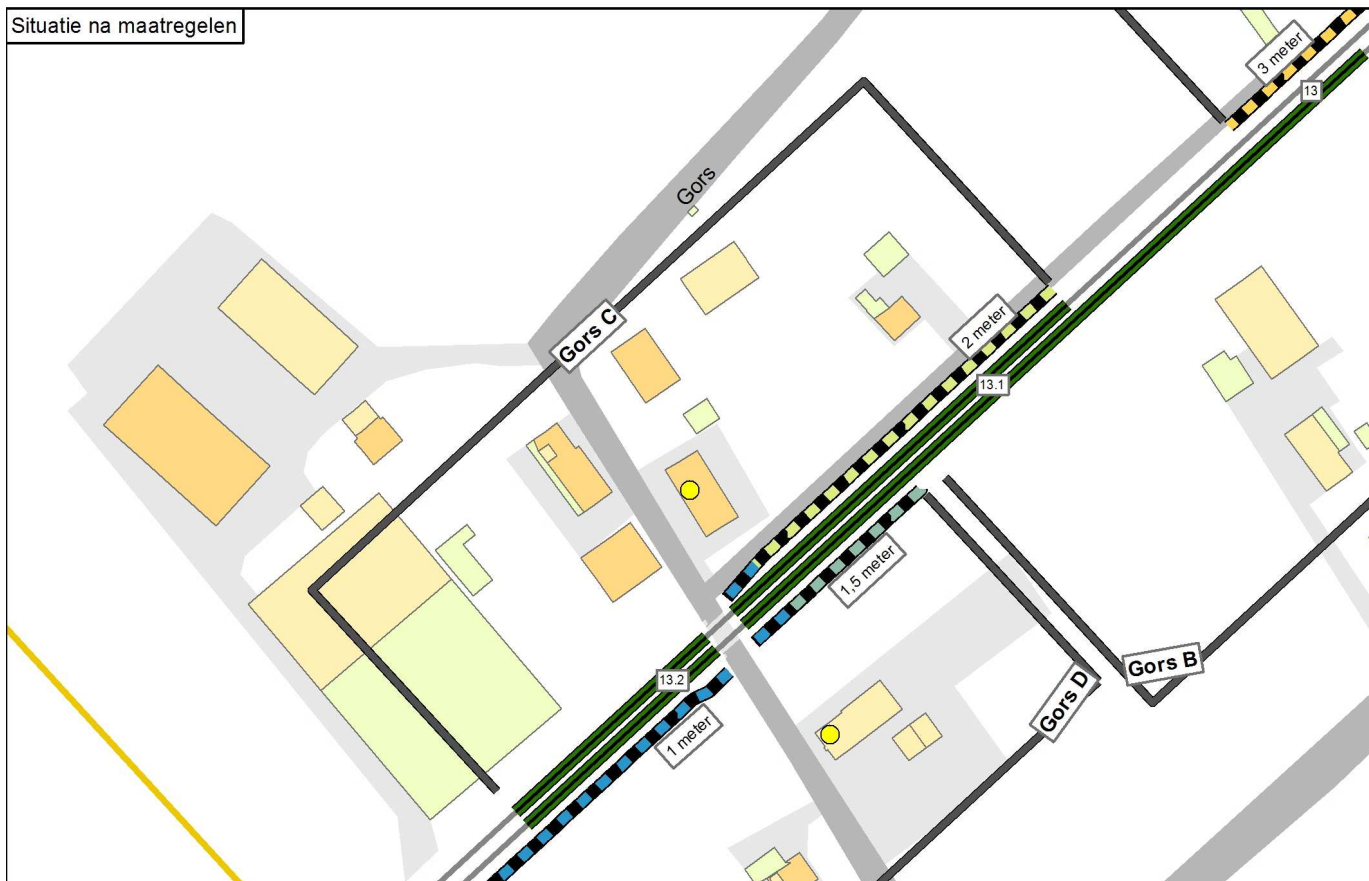 Situatie na maatregelen
3 meter
13
Gors
Gors C
2 meter
13.1
1,5 meter
Gors B
13.2
Gors D
1 meter